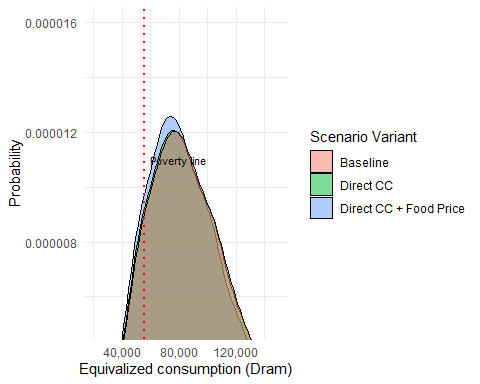 0.000016
0.000012
0.000008
Probability
Poverty line
40,000
80,000
120,000
Equivalized consumption (Dram)
Scenario Variant
Baseline
Direct CC
Direct CC + Food Price